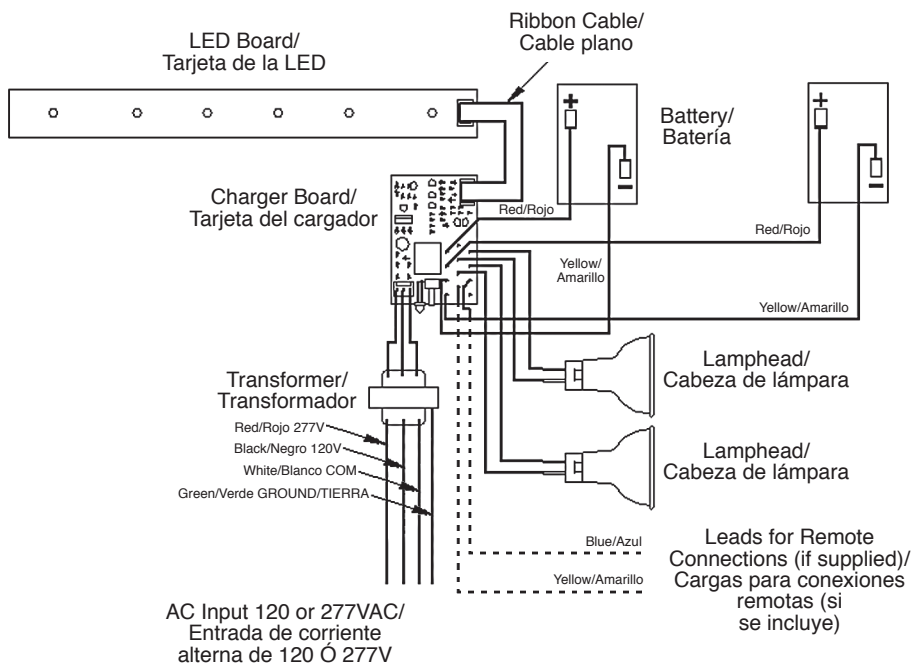 Ribbon Cable/
Cable plano
LED Board/
Tarjeta de la LED
Battery/
Batería
+
+
−
−
Charger Board/
Tarjeta del cargador
Red/Rojo
Red/Rojo
Yellow/
Amarillo
Yellow/Amarillo
Lamphead/
Cabeza de lámpara
Transformer/
Transformador
Red/Rojo 277V
Black/Negro 120V
White/Blanco COM
Green/Verde GROUND/TIERRA
Lamphead/
Cabeza de lámpara
Blue/Azul
Yellow/Amarillo
Leads for Remote
Connections (if supplied)/
Cargas para conexiones
remotas (si
se incluye)
AC Input 120 or 277VAC/
Entrada de corriente
alterna de 120 Ó 277V